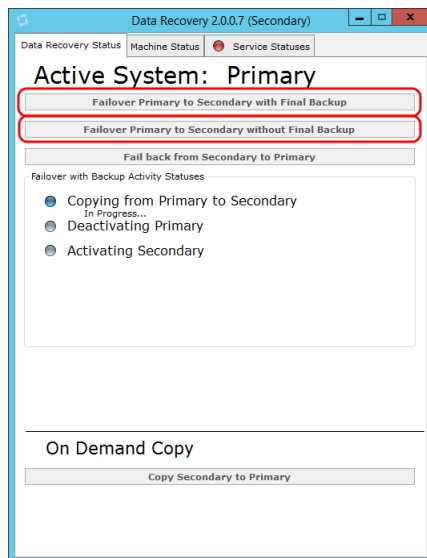 Data Recovery 2.0.0.7 (Secondary)
Data Recovery Status Machine Status Service Statuses
Active System: Primary
Failover Primary to Secondary with Final Backup
Failover Primary to Secondary without Final Backup
Fail back from Secondary to Primary
Failover with Backup Activity Statuses
Copying from Primary to Secondary
In Progress...
Deactivating Primary
Activating Secondary
On Demand Copy
Copy Secondary to Primary